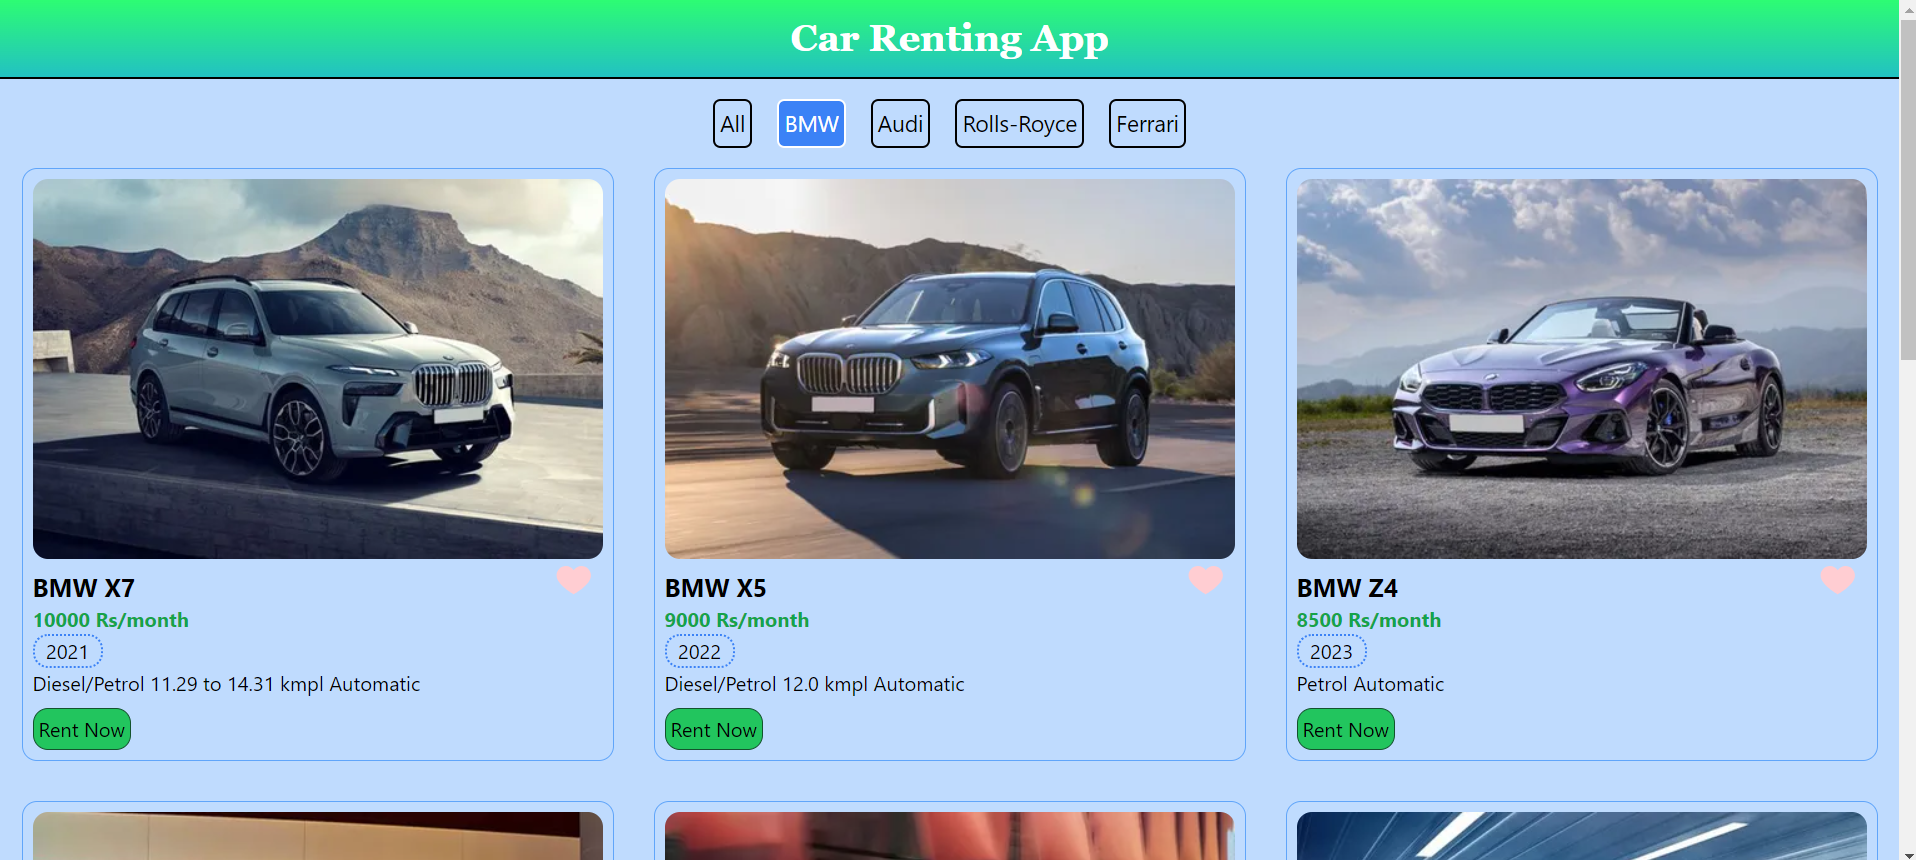 Car Renting App
All BMW Audi Rolls-Royce Ferrari
BMW X7
10000 Rs/month
2021
Diesel/Petrol 11.29 to 14.31 kmpl Automatic
Rent Now
BMW X5
9000 Rs/month
2022
Diesel/Petrol 12.0 kmpl Automatic
Rent Now
BMW Z4
8500 Rs/month
2023
Petrol Automatic
Rent Now